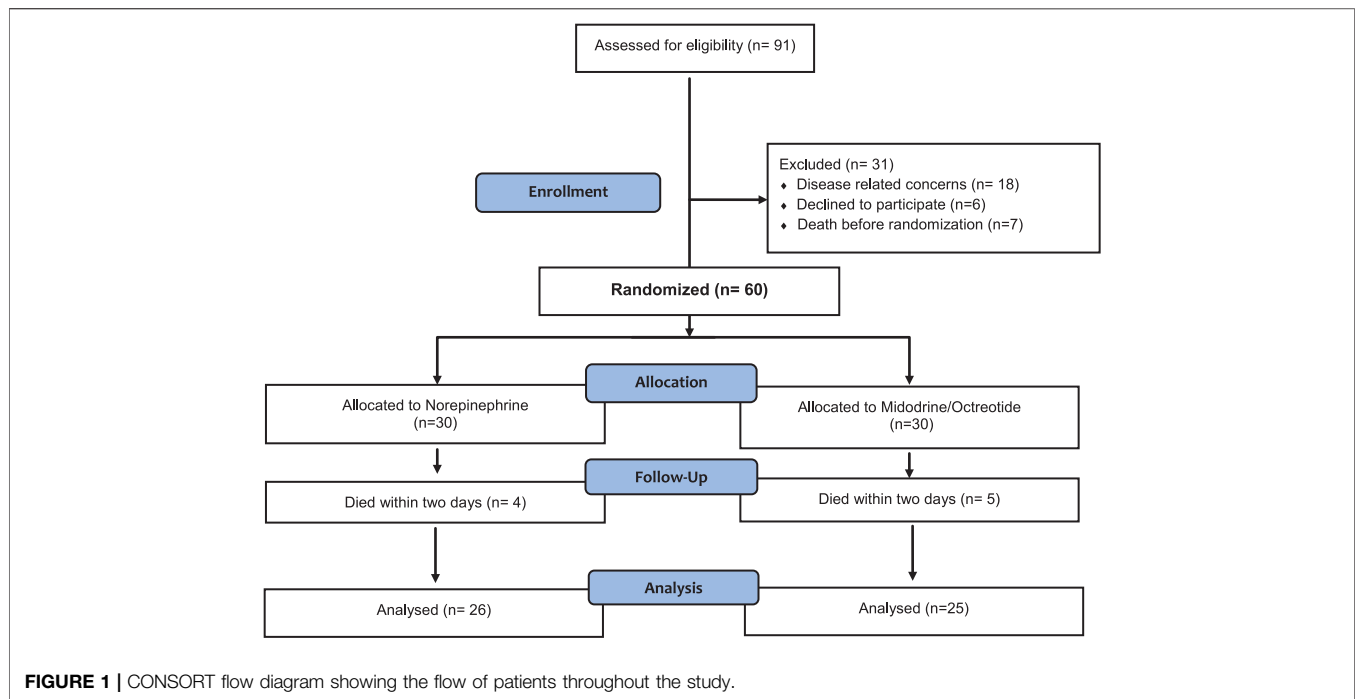 Assessed for eligibility (n= 91)
Excluded (n= 31)
♦ Disease related concerns (n= 18)
♦ Declined to participate (n=6)
♦ Death before randomization (n=7)
Enrollment
Randomized (n= 60)
Allocation
Allocated to Norepinephrine
(n=30)
Allocated to Midodrine/Octreotide
(n=30)
Follow-Up
Died within two days (n= 4)
Died within two days (n= 5)
Analysis
Analysed (n= 26)
Analysed (n=25)
FIGURE 1 | CONSORT flow diagram showing the flow of patients throughout the study.